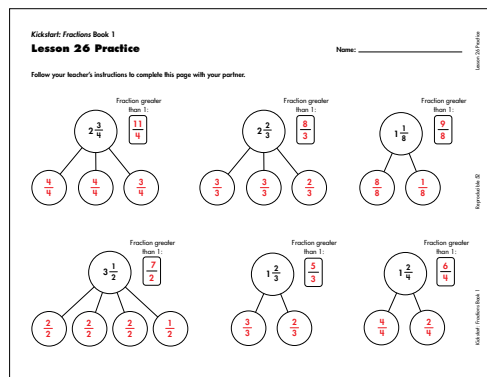 Kickstart: Fractions Book 1
Lesson 26 Practice
Name:
Follow your teacher's instructions to complete this page with your partner.
Fraction greater than 1:
2 3/4
11/4
4/4 4/4 3/4
Fraction greater than 1:
2 2/3
8/3
3/3 3/3 2/3
Fraction greater than 1:
1 1/8
9/8
8/8 1/8
Fraction greater than 1:
3 1/2
7/2
2/2 2/2 2/2 1/2
Fraction greater than 1:
1 2/3
5/3
3/3 2/3
Fraction greater than 1:
1 2/4
6/4
4/4 2/4
Lesson 26 Practice
Reproducible 52
Kickstart: Fractions Book 1